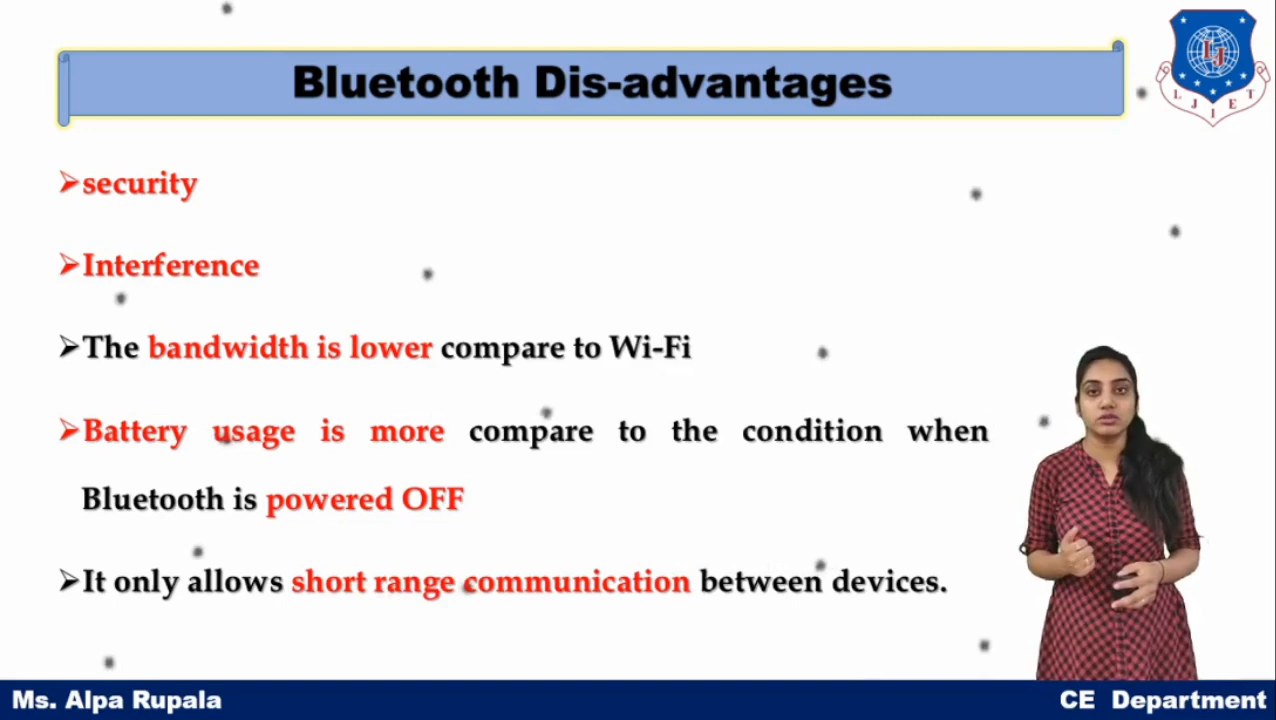 Bluetooth Dis-advantages
LJIET
➢security
➢Interference
➢The bandwidth is lower compare to Wi-Fi
➢Battery usage is more compare to the condition when
Bluetooth is powered OFF
➢It only allows short range communication between devices.
Ms. Alpa Rupala
CE Department